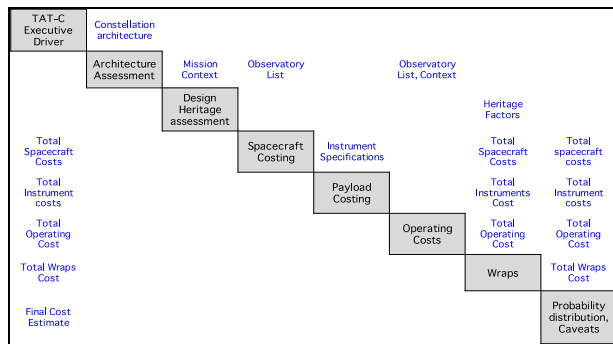 TAT-C
Executive
Driver
Constellation
architecture
Architecture
Assessment
Mission
Context
Observatory
List
Observatory
List, Context
Design
Heritage
assessment
Heritage
Factors
Total
Spacecraft
Costs
Spacecraft
Costing
Instrument
Specifications
Total
Spacecraft
Costs
Total
spacecraft
costs
Total
Instrument
costs
Payload
Costing
Total
Instruments
Cost
Total
Instrument
costs
Total
Operating
Cost
Operating
Costs
Total
Operating
Cost
Total
Operating
Cost
Total Wraps
Cost
Wraps
Total Wraps
Cost
Final Cost
Estimate
Probability
distribution,
Caveats